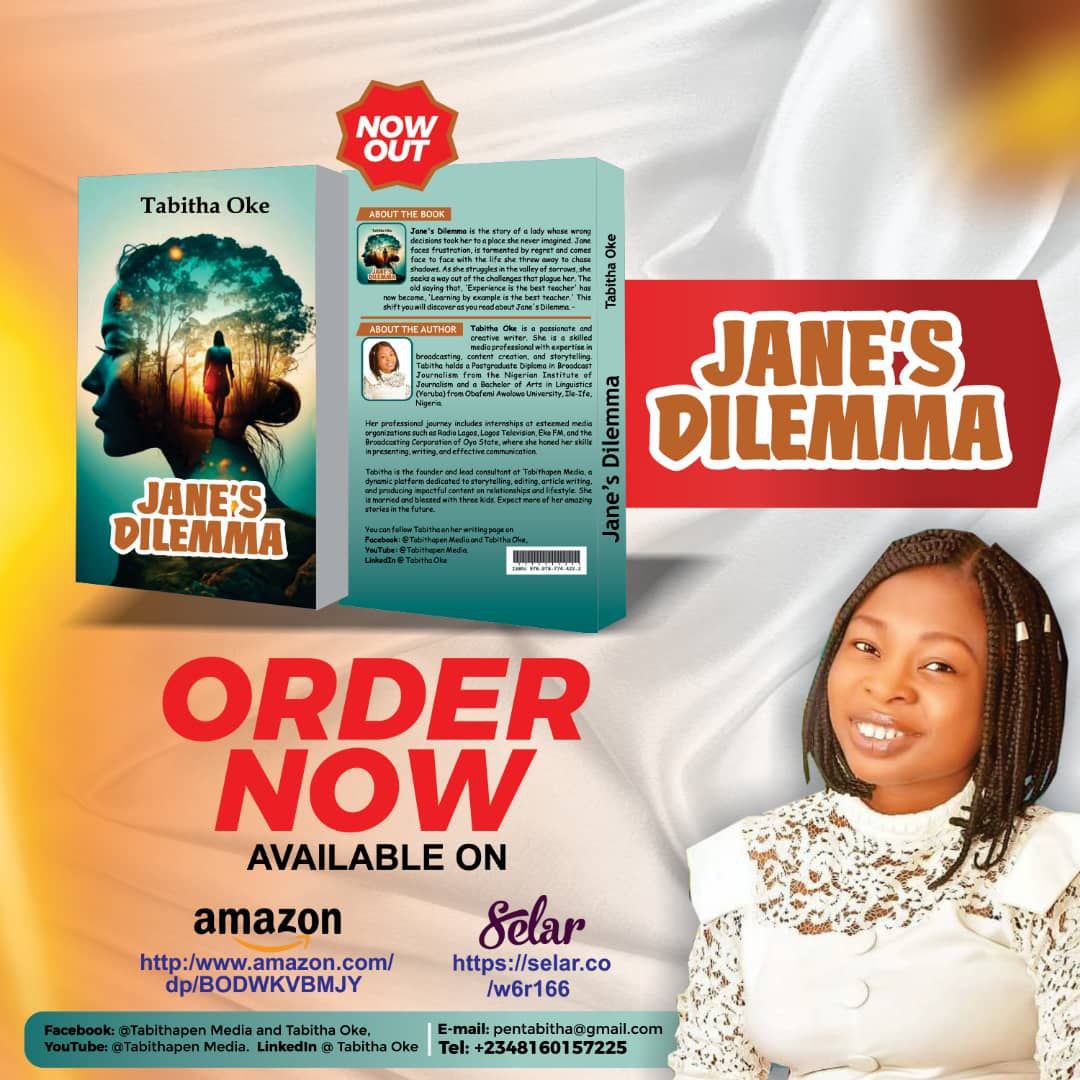 NOW
OUT
Tabitha Oke
JANE'S
DILEMMA
ABOUT THE BOOK
Jane's Dilemma is the story of a lady whose wrong
decisions took her to a place she never imagined. Jane
faces frustration, is tormented by regret and comes
face to face with the life she threw away to chase
shadows. As she struggles in the valley of sorrows, she
seeks a way out of the challenges that plague her. The
old saying that, 'Experience is the best teacher' has
now become, 'Learning by example is the best teacher.' This
shift you will discover as you read about Jane's Dilemma. -
Tabitha Oke
JANE'S
DILEMMA
ABOUT THE AUTHOR
Tabitha Oke is a passionate and
creative writer. She is a skilled
media professional with expertise in
broadcasting, content creation, and storytelling.
Tabitha holds a Postgraduate Diploma in Broadcast
Journalism from the Nigerian Institute of
Journalism and a Bachelor of Arts in Linguistics
(Yoruba) from Obafemi Awolowo University, Ile-Ife,
Nigeria.
Her professional journey includes internships at esteemed media
organizations such as Radio Lagos, Lagos Television, Eko FM, and the
Broadcasting Corporation of Oyo State, where she honed her skills
in presenting, writing, and effective communication.
Tabitha is the founder and lead consultant at Tabithapen Media, a
dynamic platform dedicated to storytelling, editing, article writing,
and producing impactful content on relationships and lifestyle. She
is married and blessed with three kids. Expect more of her amazing
stories in the future.
You can follow Tabitha on her writing page on
Facebook: @Tabithapen Media and Tabitha Oke,
YouTube: @Tabithapen Media.
LinkedIn @ Tabitha Oke
Tabitha Oke
Jane's Dilemma
JANE'S
DILEMMA
ORDER
NOW
AVAILABLE ON
amazon
http:/www.amazon.com/
dp/BODWKVBMJY
Selar
https://selar.co
/w6r166
Facebook: @Tabithapen Media and Tabitha Oke,
YouTube: @Tabithapen Media. LinkedIn @ Tabitha Oke
E-mail: pentabitha@gmail.com
Tel: +2348160157225